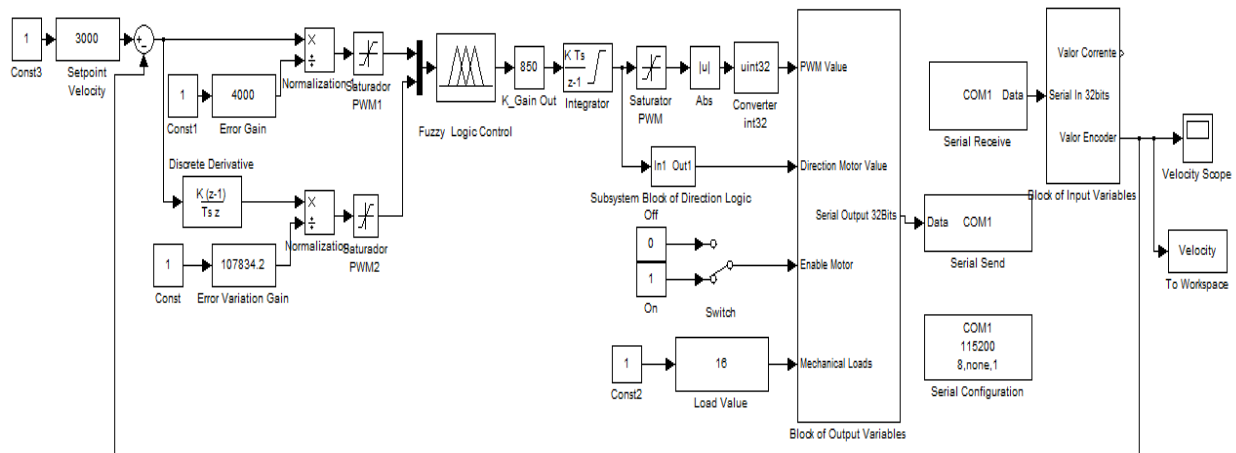 1
Const3
3000
Setpoint
Velocity
1
Const1
4000
Error Gain
×
÷
Normalization1
Saturador
PWM1
Discrete Derivative
K (z-1)
Ts z
1
Const
107834.2
Error Variation Gain
×
÷
Normalization
Saturador
PWM2
Fuzzy Logic Control
850
K_Gain Out
K Ts
z-1
Integrator
Saturator
PWM
|u|
Abs
uint32
Converter
int32
In1 Out1
Subsystem Block of Direction Logic
Off
0
1
On
Switch
1
Const2
16
Load Value
PWM Value
Direction Motor Value
Serial Output 32Bits
Enable Motor
Mechanical Loads
Block of Output Variables
COM1 Data
Serial Receive
Data COM1
Serial Send
COM1
115200
8,none,1
Serial Configuration
Valor Corrente
Serial In 32bits
Valor Encoder
Block of Input Variables
Velocity Scope
Velocity
To Workspace